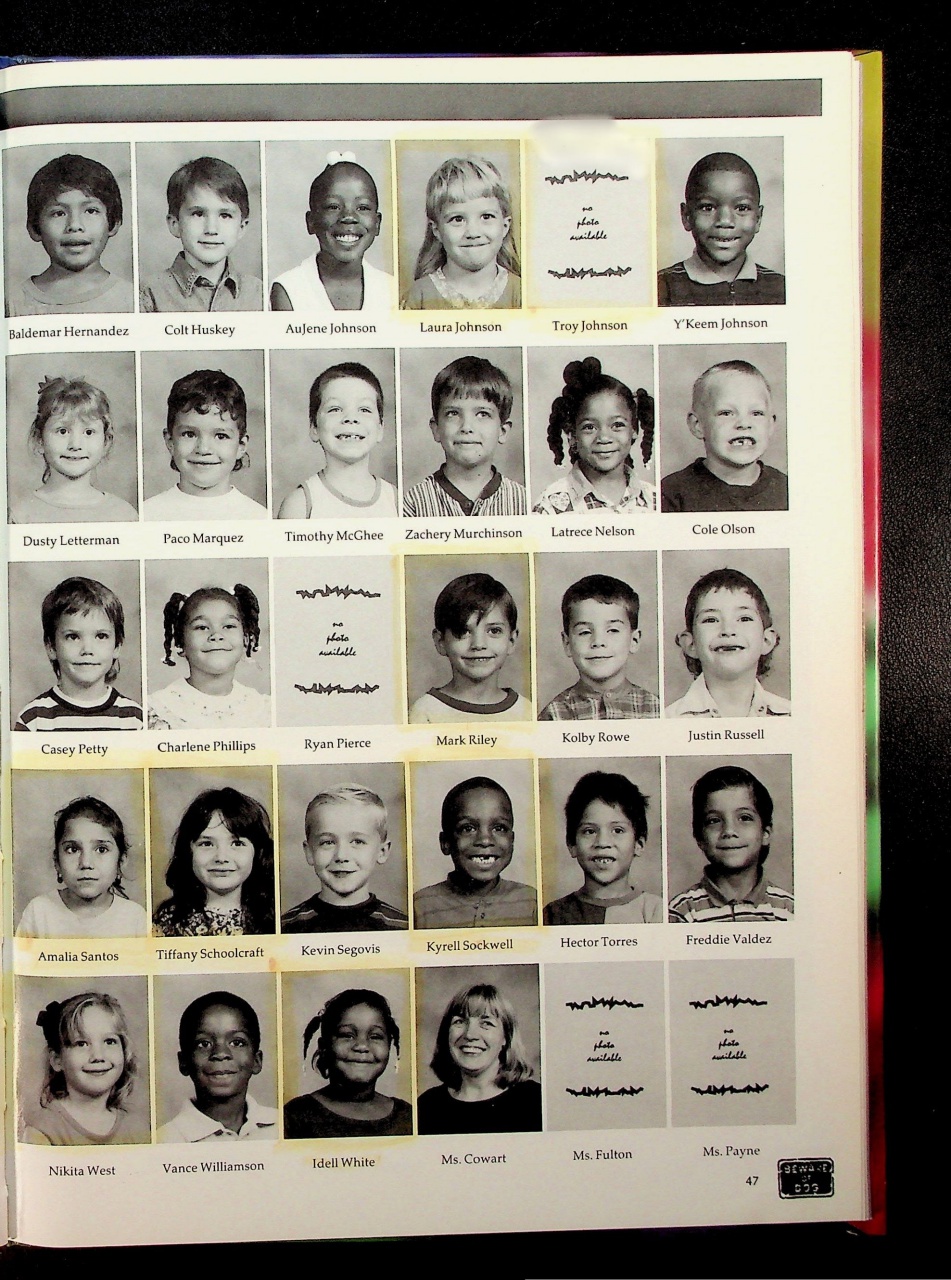 no
photo
available
Baldemar Hernandez Colt Huskey AuJene Johnson Laura Johnson Troy Johnson Y'Keem Johnson
Dusty Letterman Paco Marquez Timothy McGhee Zachery Murchinson Latrece Nelson Cole Olson
no
photo
available
Casey Petty Charlene Phillips Ryan Pierce Mark Riley Kolby Rowe Justin Russell
Amalia Santos Tiffany Schoolcraft Kevin Segovis Kyrell Sockwell Hector Torres Freddie Valdez
no no
photo photo
available available
Nikita West Vance Williamson Idell White Ms. Cowart Ms. Fulton Ms. Payne
47
BEWARE
OF
DOG